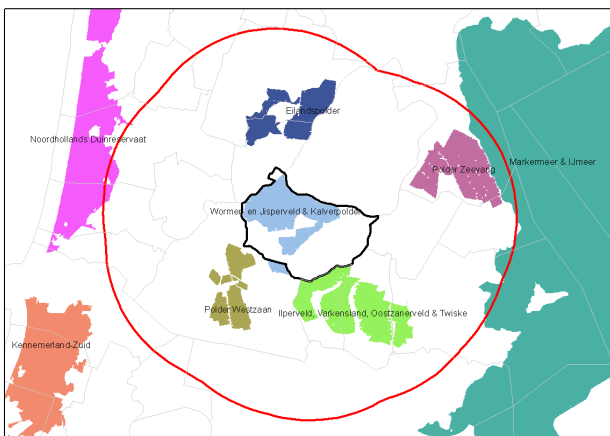 Eilandspolder
Noordhollands Duinreservaat
Markermeer & IJmeer
Polder Zeevang
Wormer- en Jisperveld & Kalverpolder
Polder Westzaan
Ilperveld, Varkensland, Oostzanerveld & Twiske
Kennemerland-Zuid